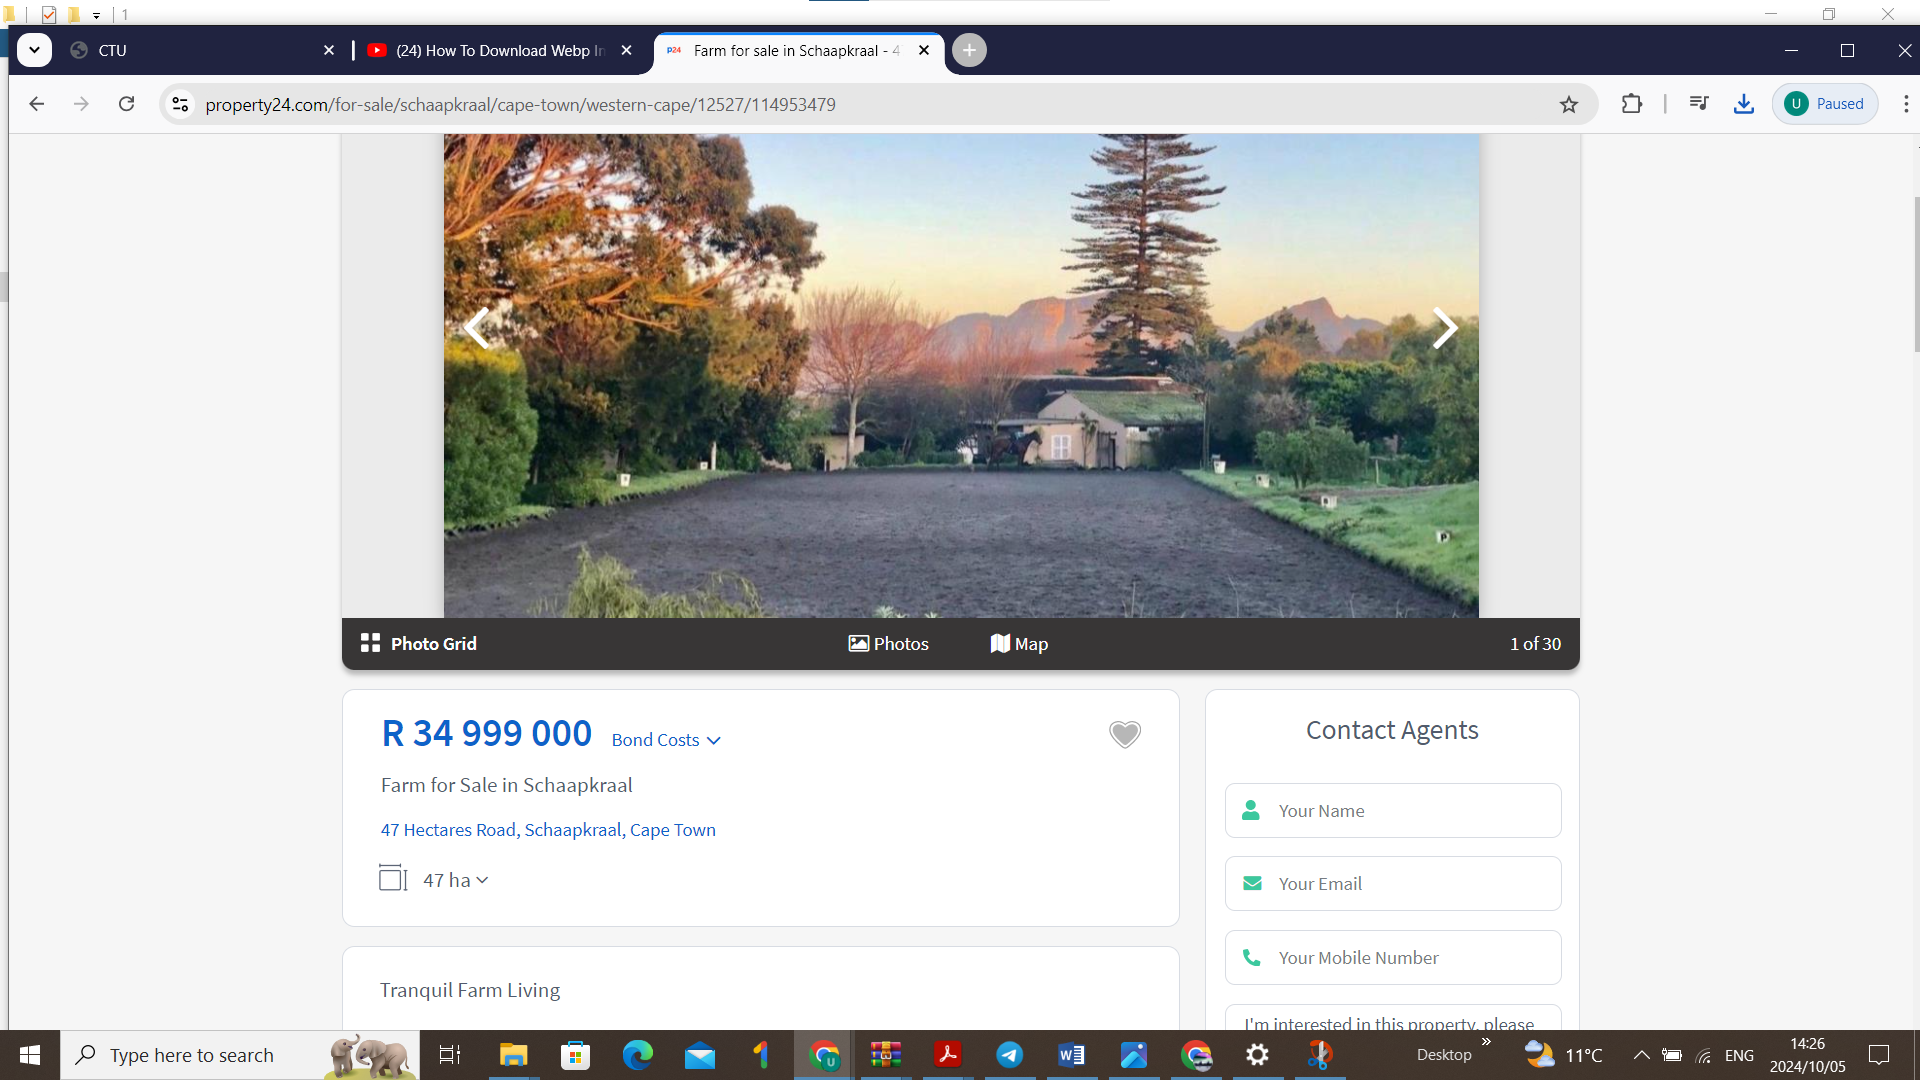 1
CTU
(24) How To Download Webp In
P24 Farm for sale in Schaapkraal - 4
property24.com/for-sale/schaapkraal/cape-town/western-cape/12527/114953479
U Paused
P
Photo Grid
Photos
Map
1 of 30
R 34 999 000 Bond Costs
Farm for Sale in Schaapkraal
47 Hectares Road, Schaapkraal, Cape Town
47 ha
Tranquil Farm Living
Contact Agents
Your Name
Your Email
Your Mobile Number
I'm interested in this property, please
Type here to search
Desktop
11°C
ENG
14:26
2024/10/05